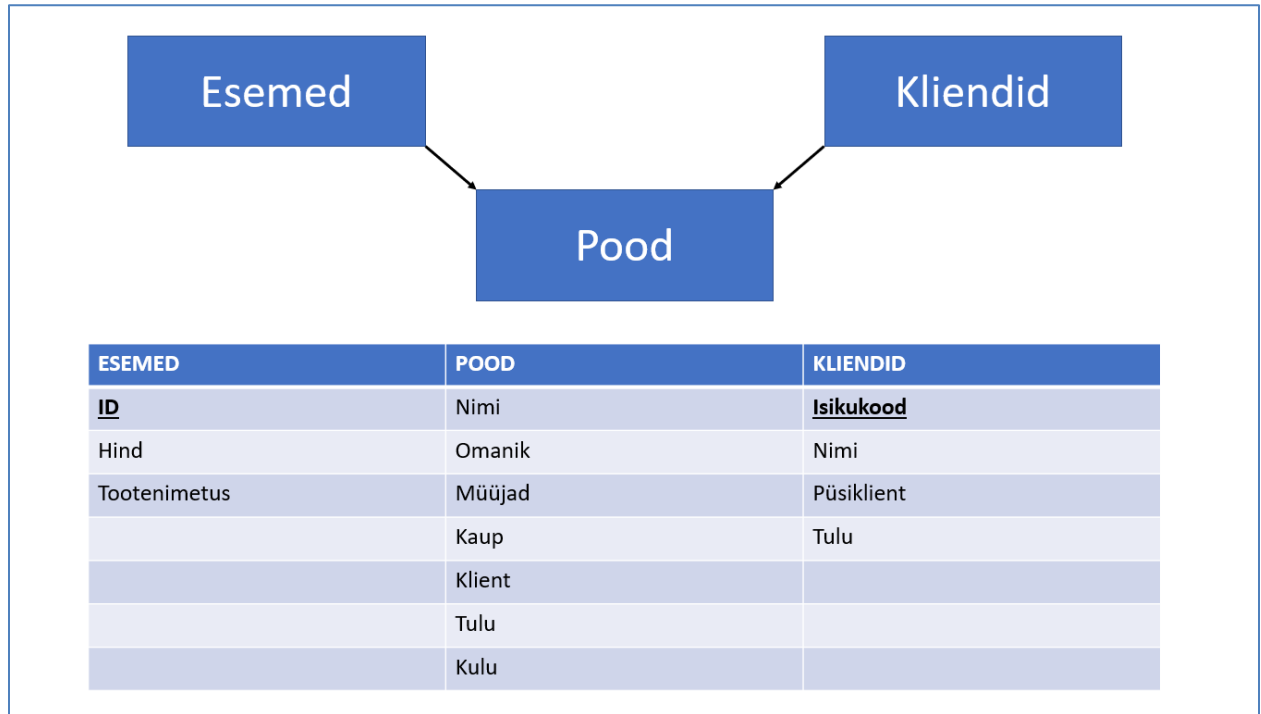 Esemed
Kliendid
Pood
ESEMED POOD KLIENDID
ID Nimi Isikukood
Hind Omanik Nimi
Tootenimetus Müüjad Püsiklient
Kaup Tulu
Klient
Tulu
Kulu